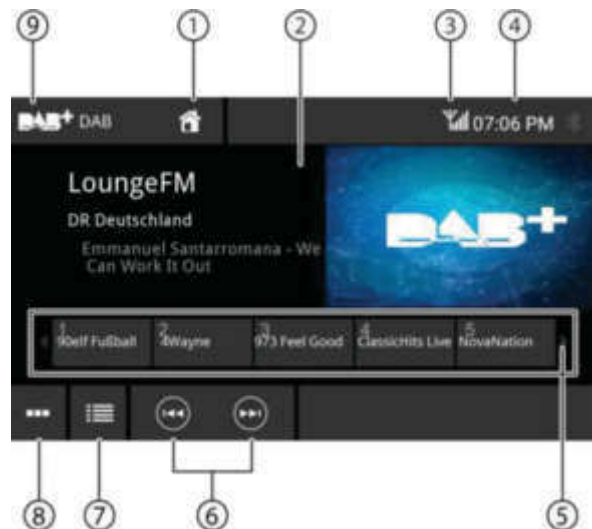 9 1 2 3 4
DAB+ DAB 07:06 PM
LoungeFM
DR Deutschland
Emmanuel Santarromana - We
Can Work It Out
DAB+
1 2 3 4 5
90elf Fußball 4Wayne 973 Feel Good ClassicHits Live NovaNation
8 7 6 5